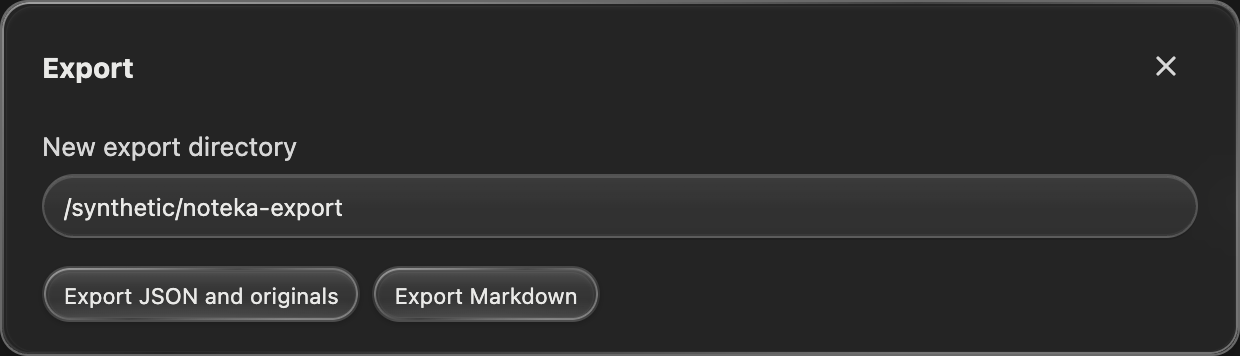 Export
New export directory
/synthetic/noteka-export
Export JSON and originals
Export Markdown